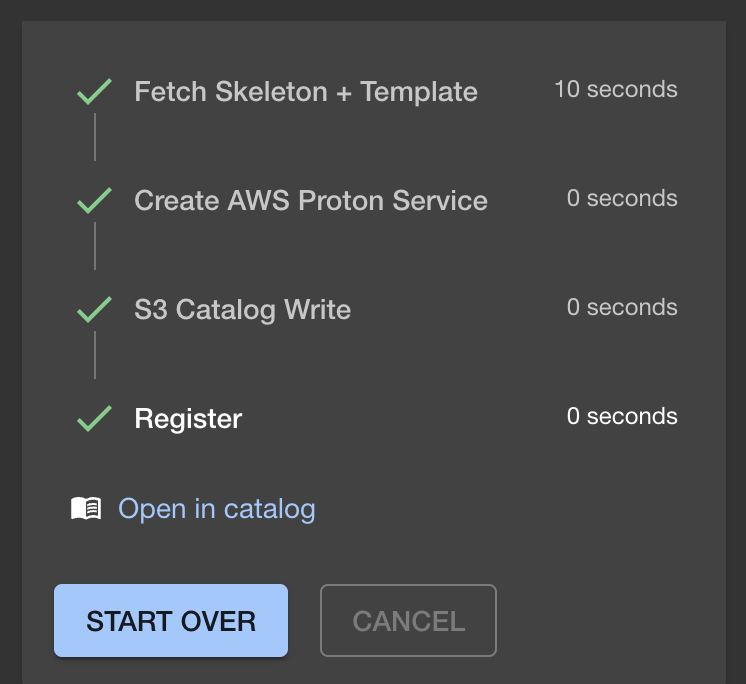 Fetch Skeleton + Template 10 seconds
Create AWS Proton Service 0 seconds
S3 Catalog Write 0 seconds
Register 0 seconds
Open in catalog
START OVER CANCEL